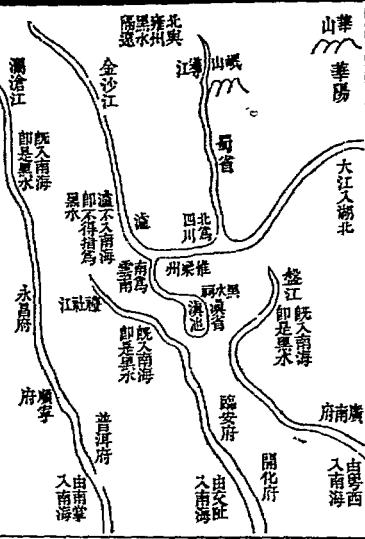 華山
華陽
大江入湖北
岷山
導江
北與
雍州
黑水
隔遠
蜀省
金沙江
瀾滄江
既入南海
即是黑水
北為
四川
瀘
瀘不入南海
即不得指為
黑水
惟梁州
南為
雲南
黑水祠
滇省
滇池
盤江
既入南海
即是黑水
禮社江
既入南海
即是黑水
永昌府
普洱府
臨安府
開化府
廣南府
由粵西
入南海
由交趾
入南海
由南掌
入南海